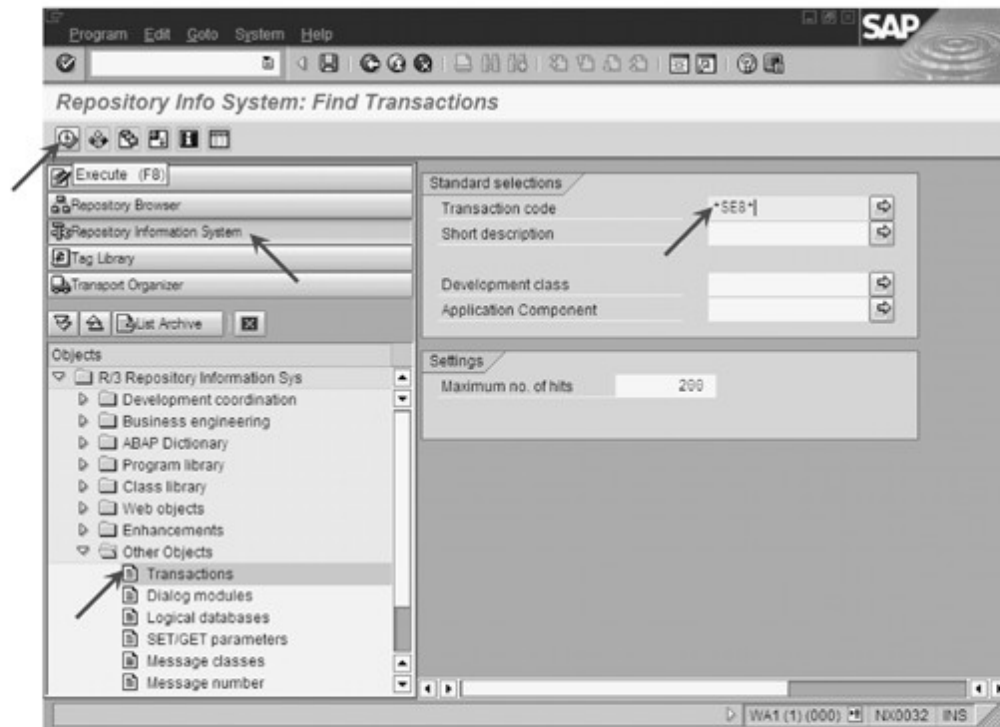 Program Edit Goto System Help
SAP
Repository Info System: Find Transactions
Execute (F8)
Repository Browser
Repository Information System
Tag Library
Transport Organizer
List Archive
Objects
R/3 Repository Information Sys
Development coordination
Business engineering
ABAP Dictionary
Program library
Class library
Web objects
Enhancements
Other Objects
Transactions
Dialog modules
Logical databases
SET/GET parameters
Message classes
Message number
Standard selections
Transaction code *SE8*
Short description
Development class
Application Component
Settings
Maximum no. of hits 200
WA1 (1) (000) NX0032 INS